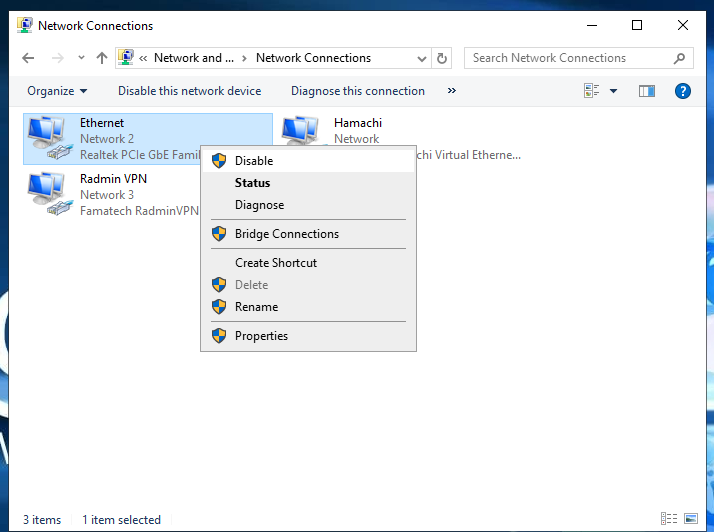 Network Connections
« Network and ... > Network Connections
Search Network Connections
Organize
Disable this network device
Diagnose this connection
»
Ethernet
Network 2
Realtek PCIe GbE Famil
Hamachi
Network
chi Virtual Etherne...
Radmin VPN
Network 3
Famatech RadminVPN
Disable
Status
Diagnose
Bridge Connections
Create Shortcut
Delete
Rename
Properties
3 items
1 item selected